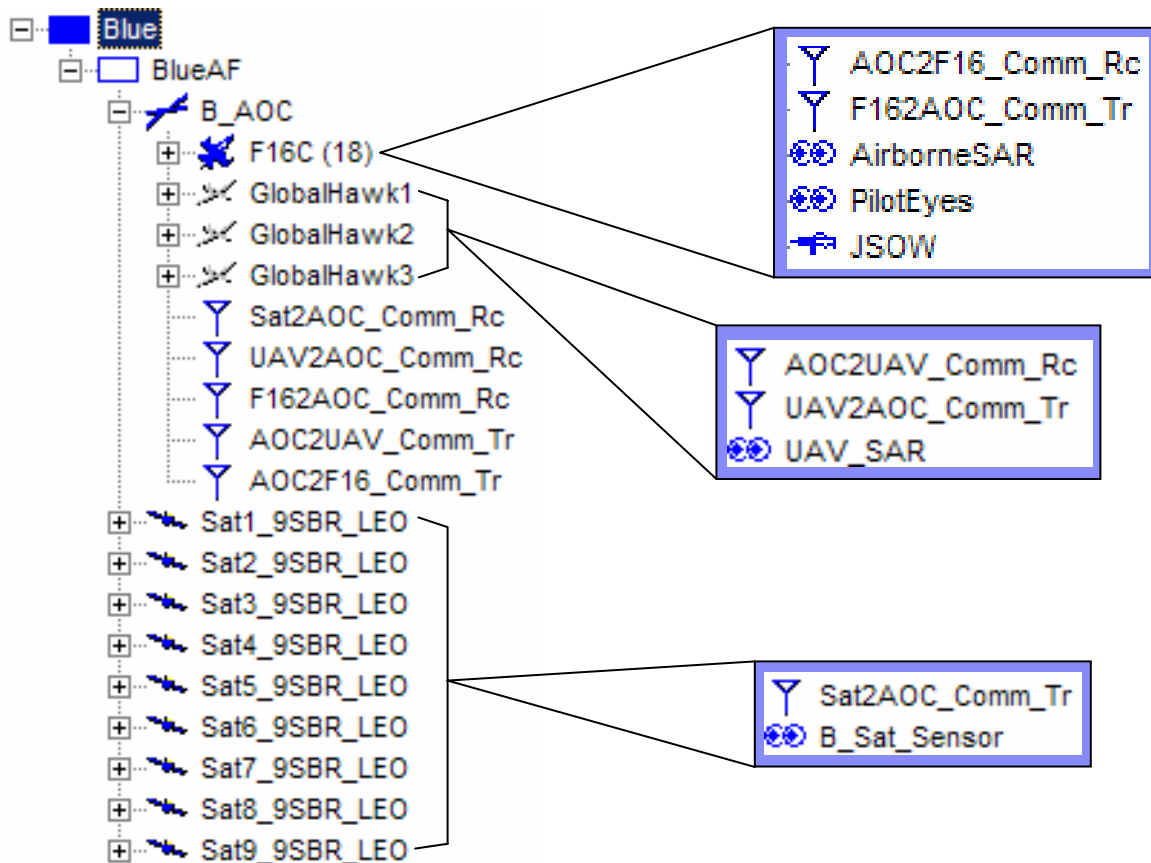 Blue
BlueAF
B_AOC
F16C (18)
GlobalHawk1
GlobalHawk2
GlobalHawk3
Sat2AOC_Comm_Rc
UAV2AOC_Comm_Rc
F162AOC_Comm_Rc
AOC2UAV_Comm_Tr
AOC2F16_Comm_Tr
Sat1_9SBR_LEO
Sat2_9SBR_LEO
Sat3_9SBR_LEO
Sat4_9SBR_LEO
Sat5_9SBR_LEO
Sat6_9SBR_LEO
Sat7_9SBR_LEO
Sat8_9SBR_LEO
Sat9_9SBR_LEO
AOC2F16_Comm_Rc
F162AOC_Comm_Tr
AirborneSAR
PilotEyes
JSOW
AOC2UAV_Comm_Rc
UAV2AOC_Comm_Tr
UAV_SAR
Sat2AOC_Comm_Tr
B_Sat_Sensor